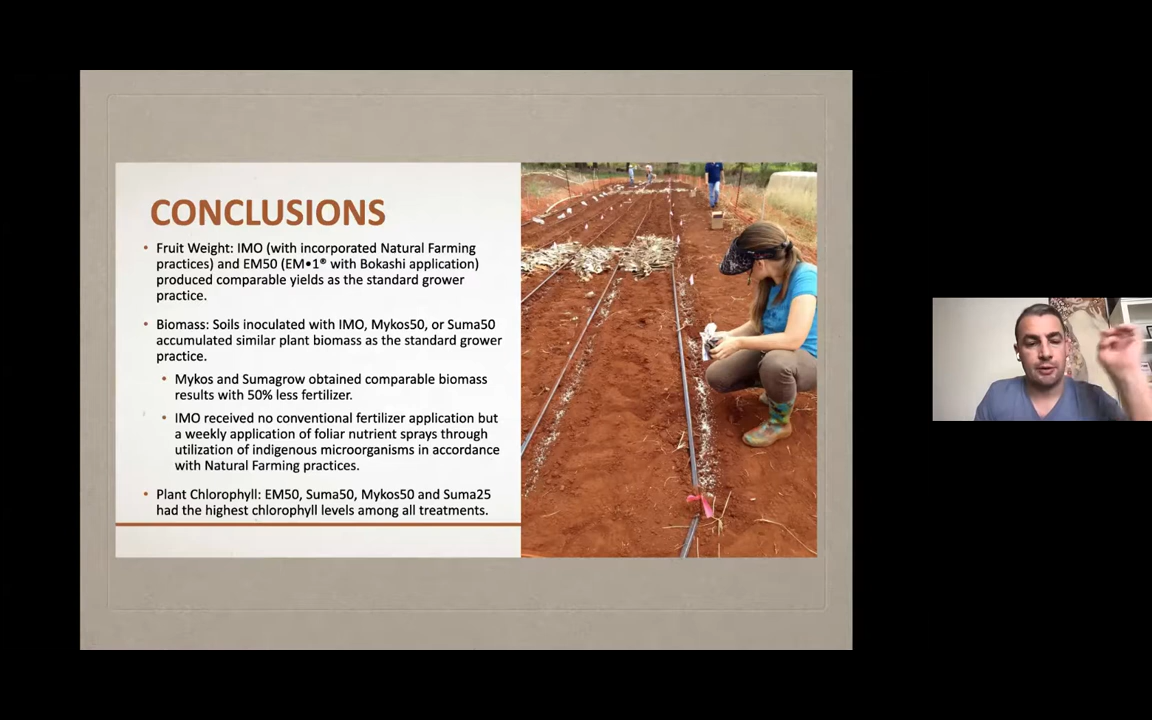 CONCLUSIONS
• Fruit Weight: IMO (with incorporated Natural Farming
practices) and EM50 (EM•1® with Bokashi application)
produced comparable yields as the standard grower
practice.
• Biomass: Soils inoculated with IMO, Mykos50, or Suma50
accumulated similar plant biomass as the standard grower
practice.
• Mykos and Sumagrow obtained comparable biomass
results with 50% less fertilizer.
• IMO received no conventional fertilizer application but
a weekly application of foliar nutrient sprays through
utilization of indigenous microorganisms in accordance
with Natural Farming practices.
• Plant Chlorophyll: EM50, Suma50, Mykos50 and Suma25
had the highest chlorophyll levels among all treatments.